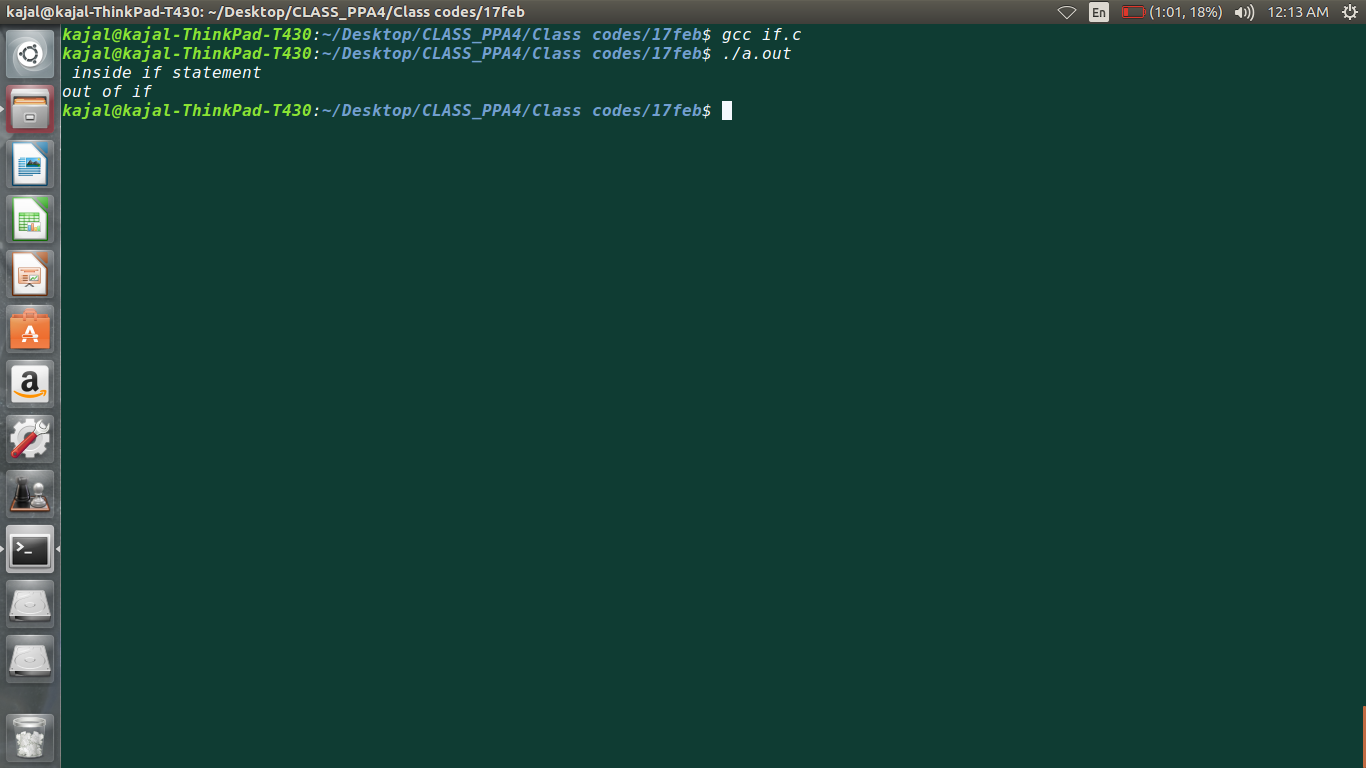 kajal@kajal-ThinkPad-T430: ~/Desktop/CLASS_PPA4/Class codes/17feb
En (1:01, 18%) 12:13 AM
kajal@kajal-ThinkPad-T430:~/Desktop/CLASS_PPA4/Class codes/17feb$ gcc if.c
kajal@kajal-ThinkPad-T430:~/Desktop/CLASS_PPA4/Class codes/17feb$ ./a.out
 inside if statement
out of if
kajal@kajal-ThinkPad-T430:~/Desktop/CLASS_PPA4/Class codes/17feb$